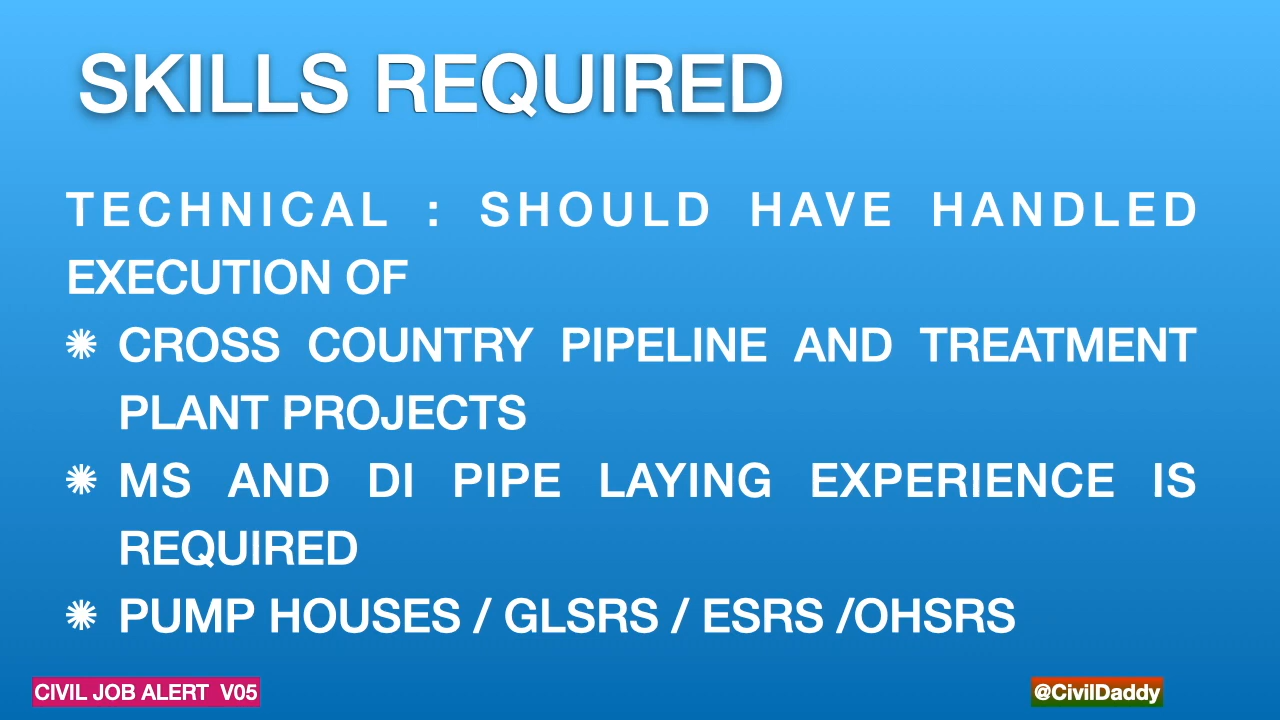 SKILLS REQUIRED
TECHNICAL : SHOULD HAVE HANDLED
EXECUTION OF
✺ CROSS COUNTRY PIPELINE AND TREATMENT
PLANT PROJECTS
✺ MS AND DI PIPE LAYING EXPERIENCE IS
REQUIRED
✺ PUMP HOUSES / GLSRS / ESRS /OHSRS
CIVIL JOB ALERT V05
@CivilDaddy